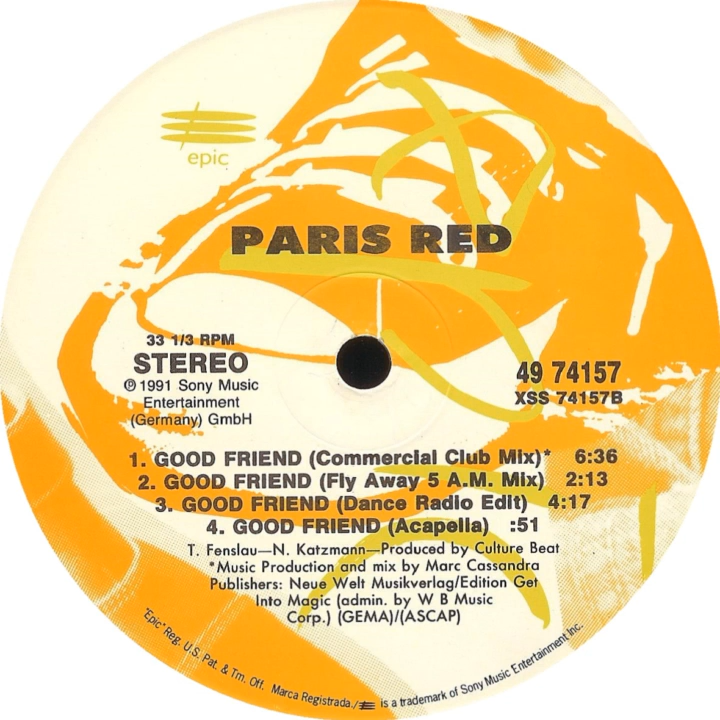 epic
PARIS RED
33 1/3 RPM
STEREO
℗ 1991 Sony Music
Entertainment
(Germany) GmbH
49 74157
XSS 74157B
1. GOOD FRIEND (Commercial Club Mix)* 6:36
2. GOOD FRIEND (Fly Away 5 A.M. Mix) 2:13
3. GOOD FRIEND (Dance Radio Edit) 4:17
4. GOOD FRIEND (Acapella) :51
T. Fenslau—N. Katzmann—Produced by Culture Beat
*Music Production and mix by Marc Cassandra
Publishers: Neue Welt Musikverlag/Edition Get
Into Magic (admin. by W B Music
Corp.) (GEMA)/(ASCAP)
"Epic" Reg. U.S. Pat. & Tm. Off. Marca Registrada./ is a trademark of Sony Music Entertainment Inc.